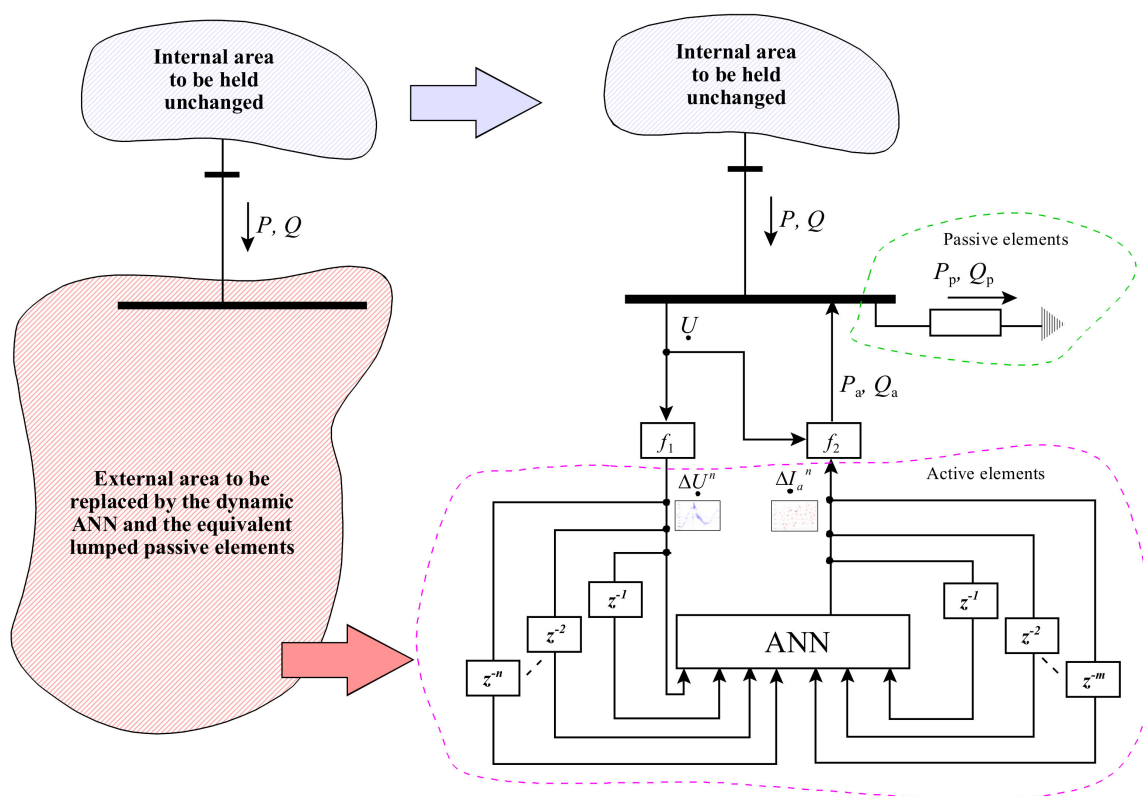 Internal area
to be held
unchanged
Internal area
to be held
unchanged
P, Q
P, Q
Passive elements
Pₚ, Qₚ
Ụ
Pₐ, Qₐ
f₁
f₂
External area to be
replaced by the dynamic
ANN and the equivalent
lumped passive elements
Active elements
ΔỤⁿ
ΔỊₐⁿ
z⁻¹
z⁻²
z⁻ⁿ
ANN
z⁻¹
z⁻²
z⁻ᵐ